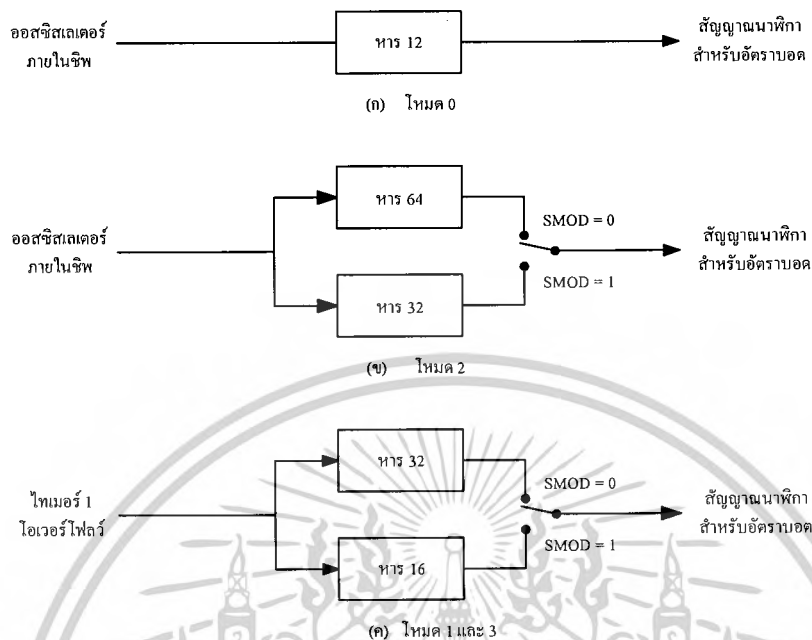 ออสซิสเลเตอร์
ภายในชิพ
หาร 12
สัญญาณนาฬิกา
สำหรับอัตราบอด
(ก) โหมด 0
ออสซิสเลเตอร์
ภายในชิพ
หาร 64
หาร 32
SMOD = 0
SMOD = 1
สัญญาณนาฬิกา
สำหรับอัตราบอด
(ข) โหมด 2
ไทเมอร์ 1
โอเวอร์โฟลว์
หาร 32
หาร 16
SMOD = 0
SMOD = 1
สัญญาณนาฬิกา
สำหรับอัตราบอด
(ค) โหมด 1 และ 3